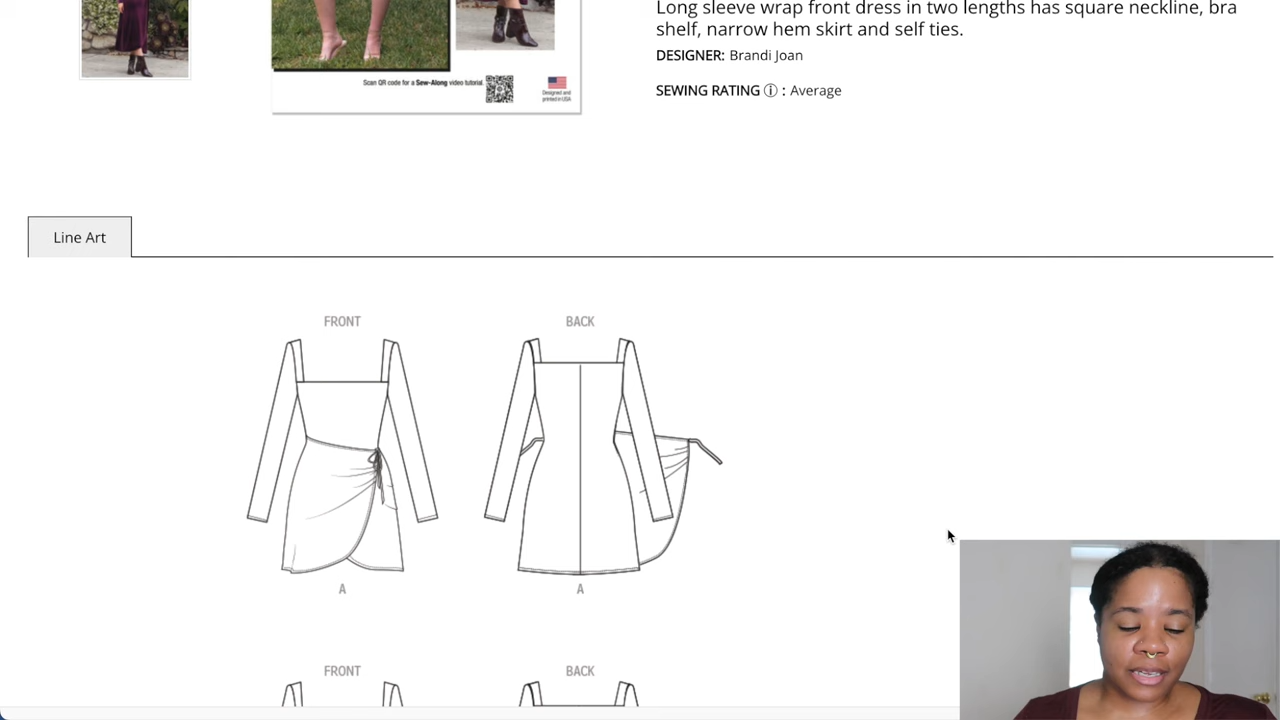 Long sleeve wrap front dress in two lengths has square neckline, bra
shelf, narrow hem skirt and self ties.
DESIGNER: Brandi Joan
SEWING RATING ⓘ : Average
Scan QR code for a Sew-Along video tutorial.
Designed and
printed in USA
Line Art
FRONT
BACK
A
A
FRONT
BACK